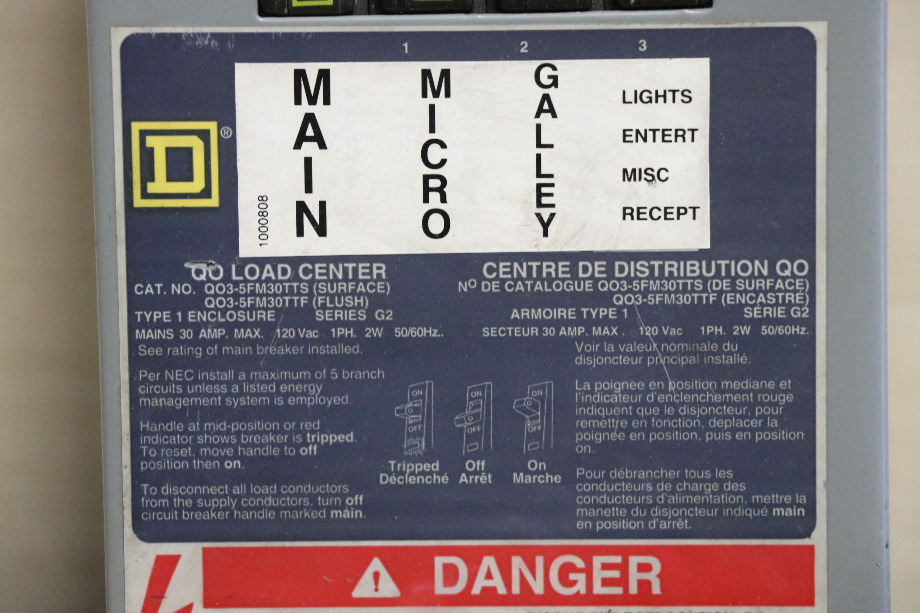 1 2 3
MAIN
MICRO
GALLEY
LIGHTS
ENTERT
MISC
RECEPT
1000808
D®
QO LOAD CENTER
CAT. NO. QO3-5FM30TTS (SURFACE)
QO3-5FM30TTF (FLUSH)
TYPE 1 ENCLOSURE SERIES G2
MAINS 30 AMP. MAX. 120 Vac 1PH. 2W 50/60Hz..
See rating of main breaker installed.
Per NEC install a maximum of 5 branch
circuits unless a listed energy
management system is employed.
Handle at mid-position or red
indicator shows breaker is tripped.
To reset, move handle to off
position then on.
To disconnect all load conductors
from the supply conductors, turn off
circuit breaker handle marked main.
ON
OFF
Tripped
Déclenché
ON
OFF
Off
Arrêt
ON
OFF
On
Marche
CENTRE DE DISTRIBUTION QO
NO DE CATALOGUE QO3-5FM30TTS (DE SURFACE)
QO3-5FM30TTF (ENCASTRÉ)
ARMOIRE TYPE 1 SÉRIE G2
SECTEUR 30 AMP. MAX . 120 Vac 1PH. 2W 50/60Hz.
Voir la valeur nominale du
disjoncteur principal installé.
La poignee en position mediane et
l'indicateur d'enclenchement rouge
indiquent que le disjoncteur, pour
remettre en fonction, deplacer la
poignée en position, puis en position
on.
Pour débrancher tous les
conducteurs de charge des
conducteurs d'alimentation, mettre la
manette du disjoncteur indiqué main
en position d'arrêt.
DANGER